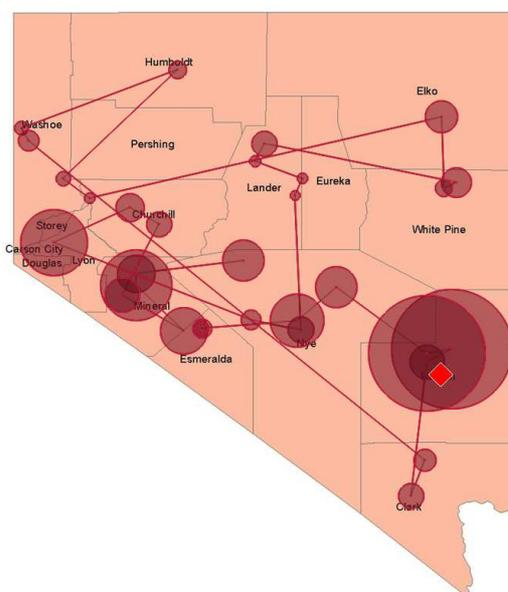 Humboldt
Elko
Washoe
Pershing
Lander
Eureka
Churchill
Storey
White Pine
Carson City
Lyon
Douglas
Mineral
Nye
Esmeralda
Clark